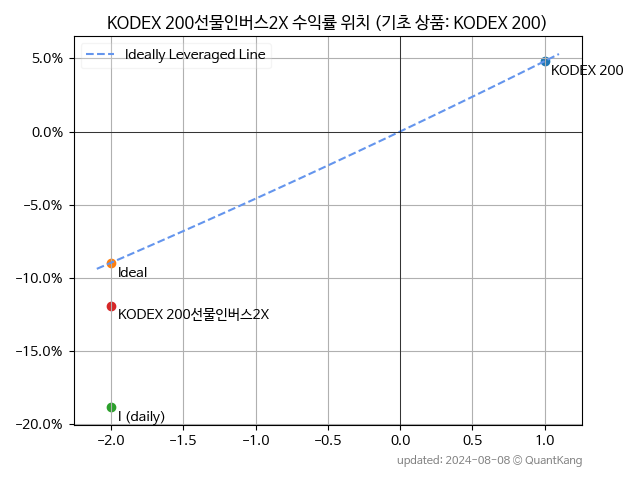 KODEX 200선물인버스2X 수익률 위치 (기초 상품: KODEX 200)
Ideally Leveraged Line
5.0%
0.0%
−5.0%
−10.0%
−15.0%
−20.0%
KODEX 200
Ideal
KODEX 200선물인버스2X
I (daily)
−2.0 −1.5 −1.0 −0.5 0.0 0.5 1.0
updated: 2024-08-08 © QuantKang